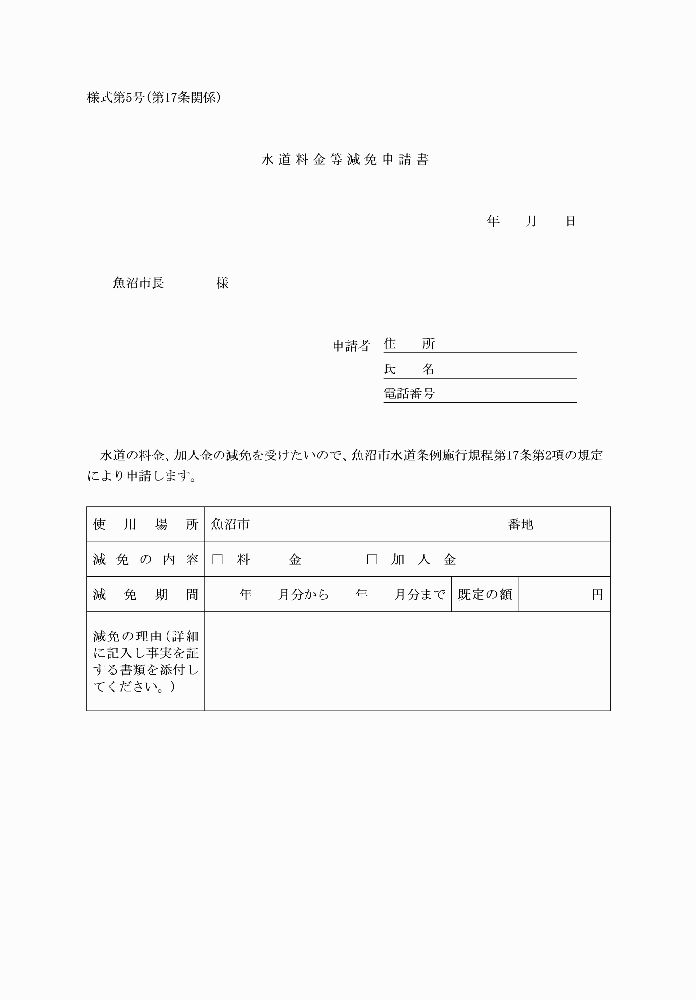 様式第5号(第17条関係)
水道料金等減免申請書
年　　月　　日
魚沼市長　　　　様
申請者　住　　所
氏　　名
電話番号
水道の料金、加入金の減免を受けたいので、魚沼市水道条例施行規程第17条第2項の規定
により申請します。
使用場所　魚沼市　　　　番地
減免の内容　□　料　　　金　　　　　□　加　入　金
減免期間　年　　月分から　　年　　月分まで　既定の額　円
減免の理由(詳細
に記入し事実を証
する書類を添付し
てください。)